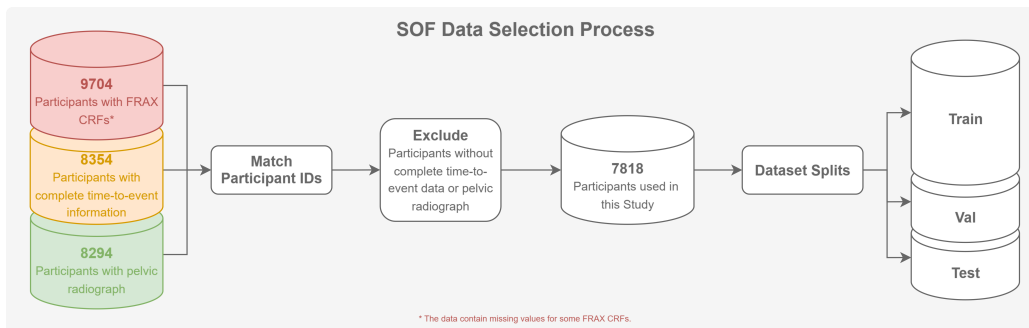 SOF Data Selection Process
9704
Participants with FRAX
CRFs*
8354
Participants with
complete time-to-event
information
8294
Participants with pelvic
radiograph
Match
Participant IDs
Exclude
Participants without
complete time-to-
event data or pelvic
radiograph
7818
Participants used in
this Study
Dataset Splits
Train
Val
Test
* The data contain missing values for some FRAX CRFs.